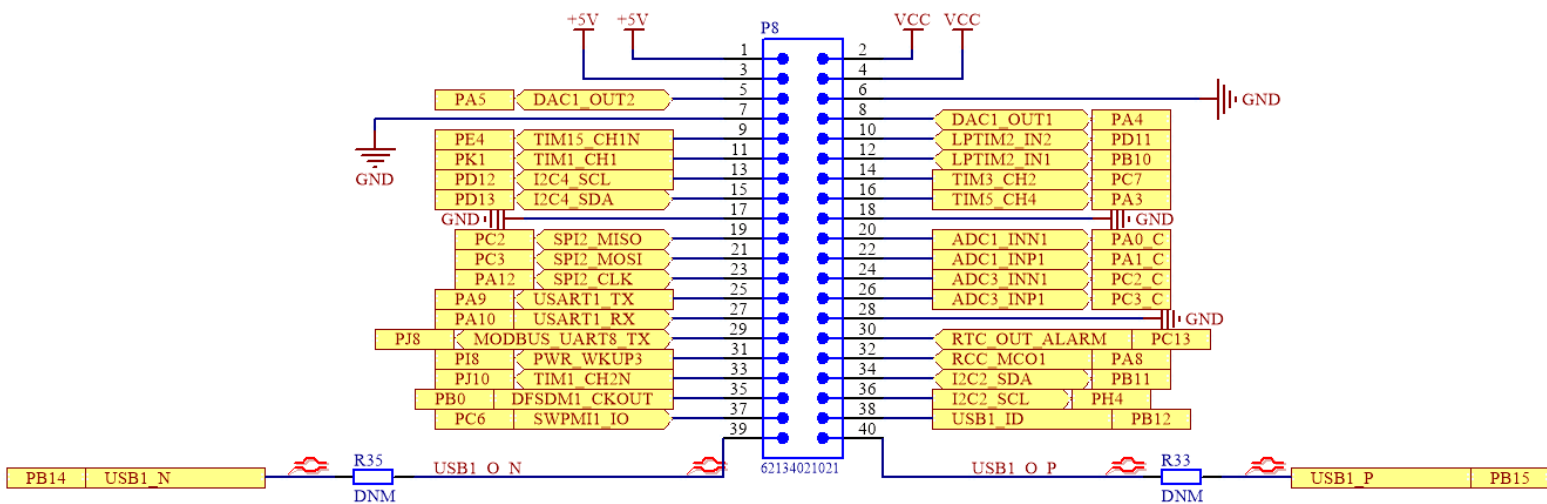 +5V +5V VCC VCC
P8
1 2
3 4
PA5 DAC1_OUT2 5 6 GND
7 8 DAC1_OUT1 PA4
PE4 TIM15_CH1N 9 10 LPTIM2_IN2 PD11
PK1 TIM1_CH1 11 12 LPTIM2_IN1 PB10
GND PD12 I2C4_SCL 13 14 TIM3_CH2 PC7
PD13 I2C4_SDA 15 16 TIM5_CH4 PA3
GND 17 18 GND
PC2 SPI2_MISO 19 20 ADC1_INN1 PA0_C
PC3 SPI2_MOSI 21 22 ADC1_INP1 PA1_C
PA12 SPI2_CLK 23 24 ADC3_INN1 PC2_C
PA9 USART1_TX 25 26 ADC3_INP1 PC3_C
PA10 USART1_RX 27 28 GND
PJ8 MODBUS_UART8_TX 29 30 RTC_OUT_ALARM PC13
PI8 PWR_WKUP3 31 32 RCC_MCO1 PA8
PJ10 TIM1_CH2N 33 34 I2C2_SDA PB11
PB0 DFSDM1_CKOUT 35 36 I2C2_SCL PH4
PC6 SWPMI1_IO 37 38 USB1_ID PB12
39 40
R35 USB1_O_N 62134021021 USB1_O_P R33
PB14 USB1_N USB1_P PB15
DNM DNM